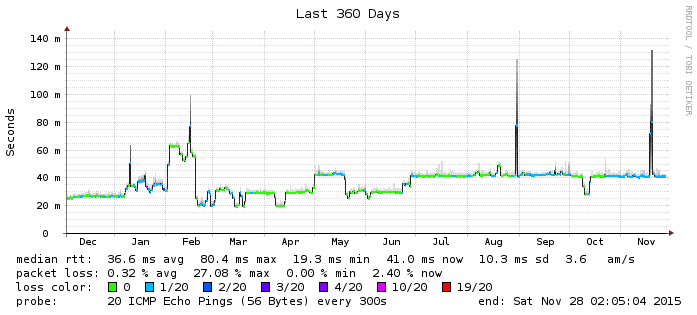 Last 360 Days
RRDTOOL / TOBI OETIKER
Seconds
140 m
120 m
100 m
80 m
60 m
40 m
20 m
0
Dec Jan Feb Mar Apr May Jun Jul Aug Sep Oct Nov
median rtt: 36.6 ms avg 80.4 ms max 19.3 ms min 41.0 ms now 10.3 ms sd 3.6 am/s
packet loss: 0.32 % avg 27.08 % max 0.00 % min 2.40 % now
loss color: 0 1/20 2/20 3/20 4/20 10/20 19/20
probe: 20 ICMP Echo Pings (56 Bytes) every 300s end: Sat Nov 28 02:05:04 2015